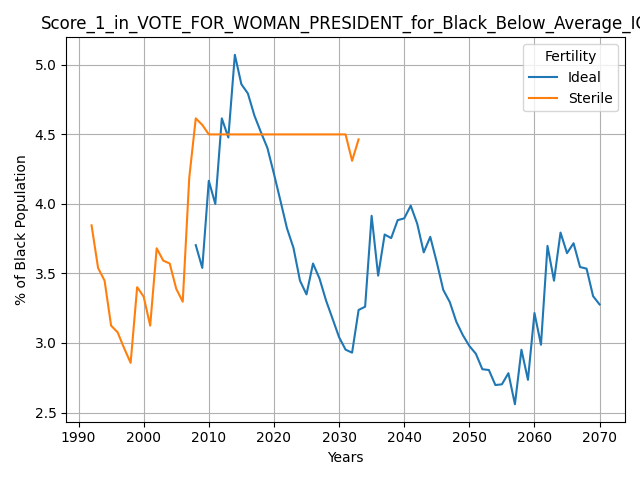 Score_1_in_VOTE_FOR_WOMAN_PRESIDENT_for_Black_Below_Average_IQ
Fertility
Ideal
Sterile
% of Black Population
5.0
4.5
4.0
3.5
3.0
2.5
1990 2000 2010 2020 2030 2040 2050 2060 2070
Years